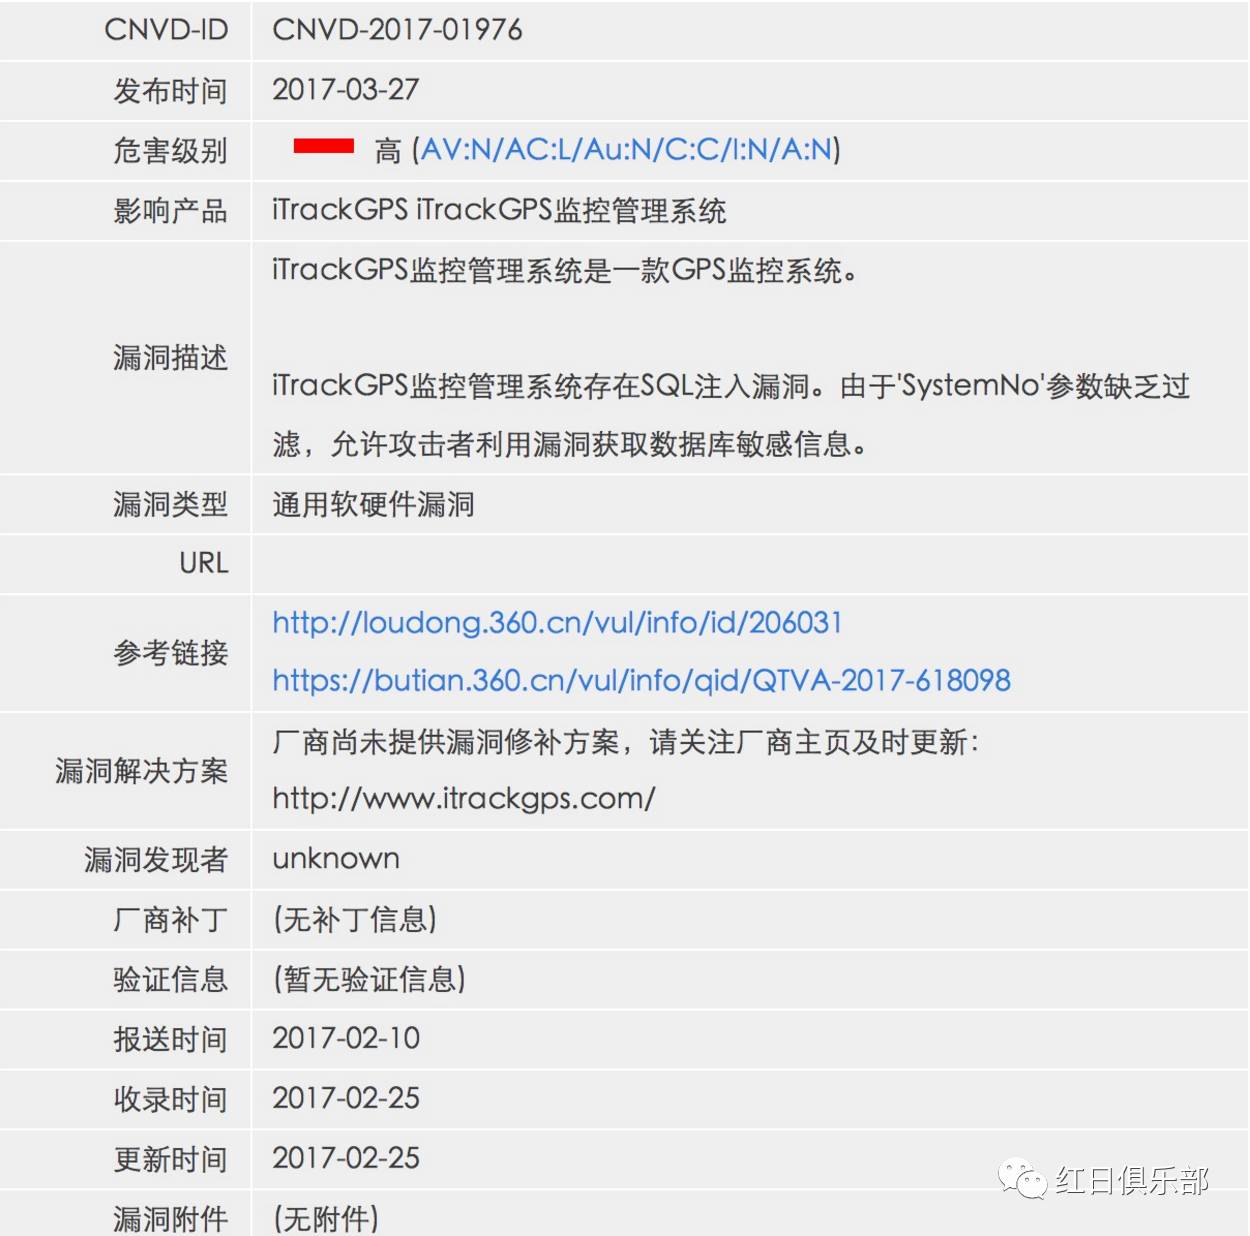 CNVD-ID CNVD-2017-01976
发布时间 2017-03-27
危害级别 高 (AV:N/AC:L/Au:N/C:C/I:N/A:N)
影响产品 iTrackGPS iTrackGPS监控管理系统
漏洞描述
iTrackGPS监控管理系统是一款GPS监控系统。
iTrackGPS监控管理系统存在SQL注入漏洞。由于'SystemNo'参数缺乏过
滤，允许攻击者利用漏洞获取数据库敏感信息。
漏洞类型 通用软硬件漏洞
URL
参考链接
http://loudong.360.cn/vul/info/id/206031
https://butian.360.cn/vul/info/qid/QTVA-2017-618098
漏洞解决方案
厂商尚未提供漏洞修补方案，请关注厂商主页及时更新：
http://www.itrackgps.com/
漏洞发现者 unknown
厂商补丁 (无补丁信息)
验证信息 (暂无验证信息)
报送时间 2017-02-10
收录时间 2017-02-25
更新时间 2017-02-25
漏洞附件 (无附件)
红日俱乐部